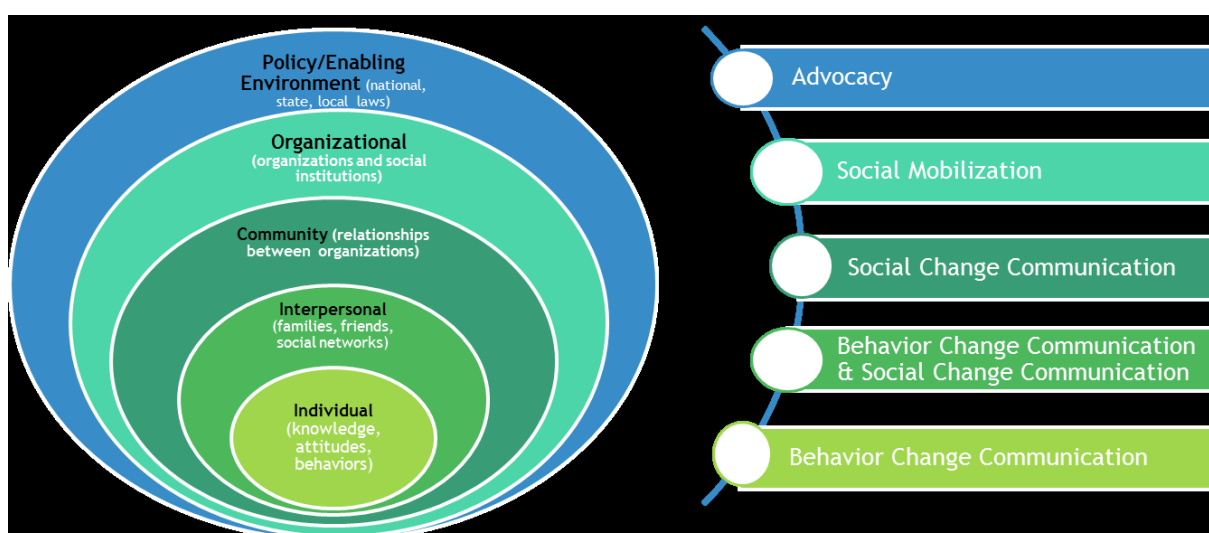 Policy/Enabling
Environment (national,
state, local laws)
Organizational
(organizations and social
institutions)
Community (relationships
between organizations)
Interpersonal
(families, friends,
social networks)
Individual
(knowledge,
attitudes,
behaviors)
Advocacy
Social Mobilization
Social Change Communication
Behavior Change Communication
& Social Change Communication
Behavior Change Communication